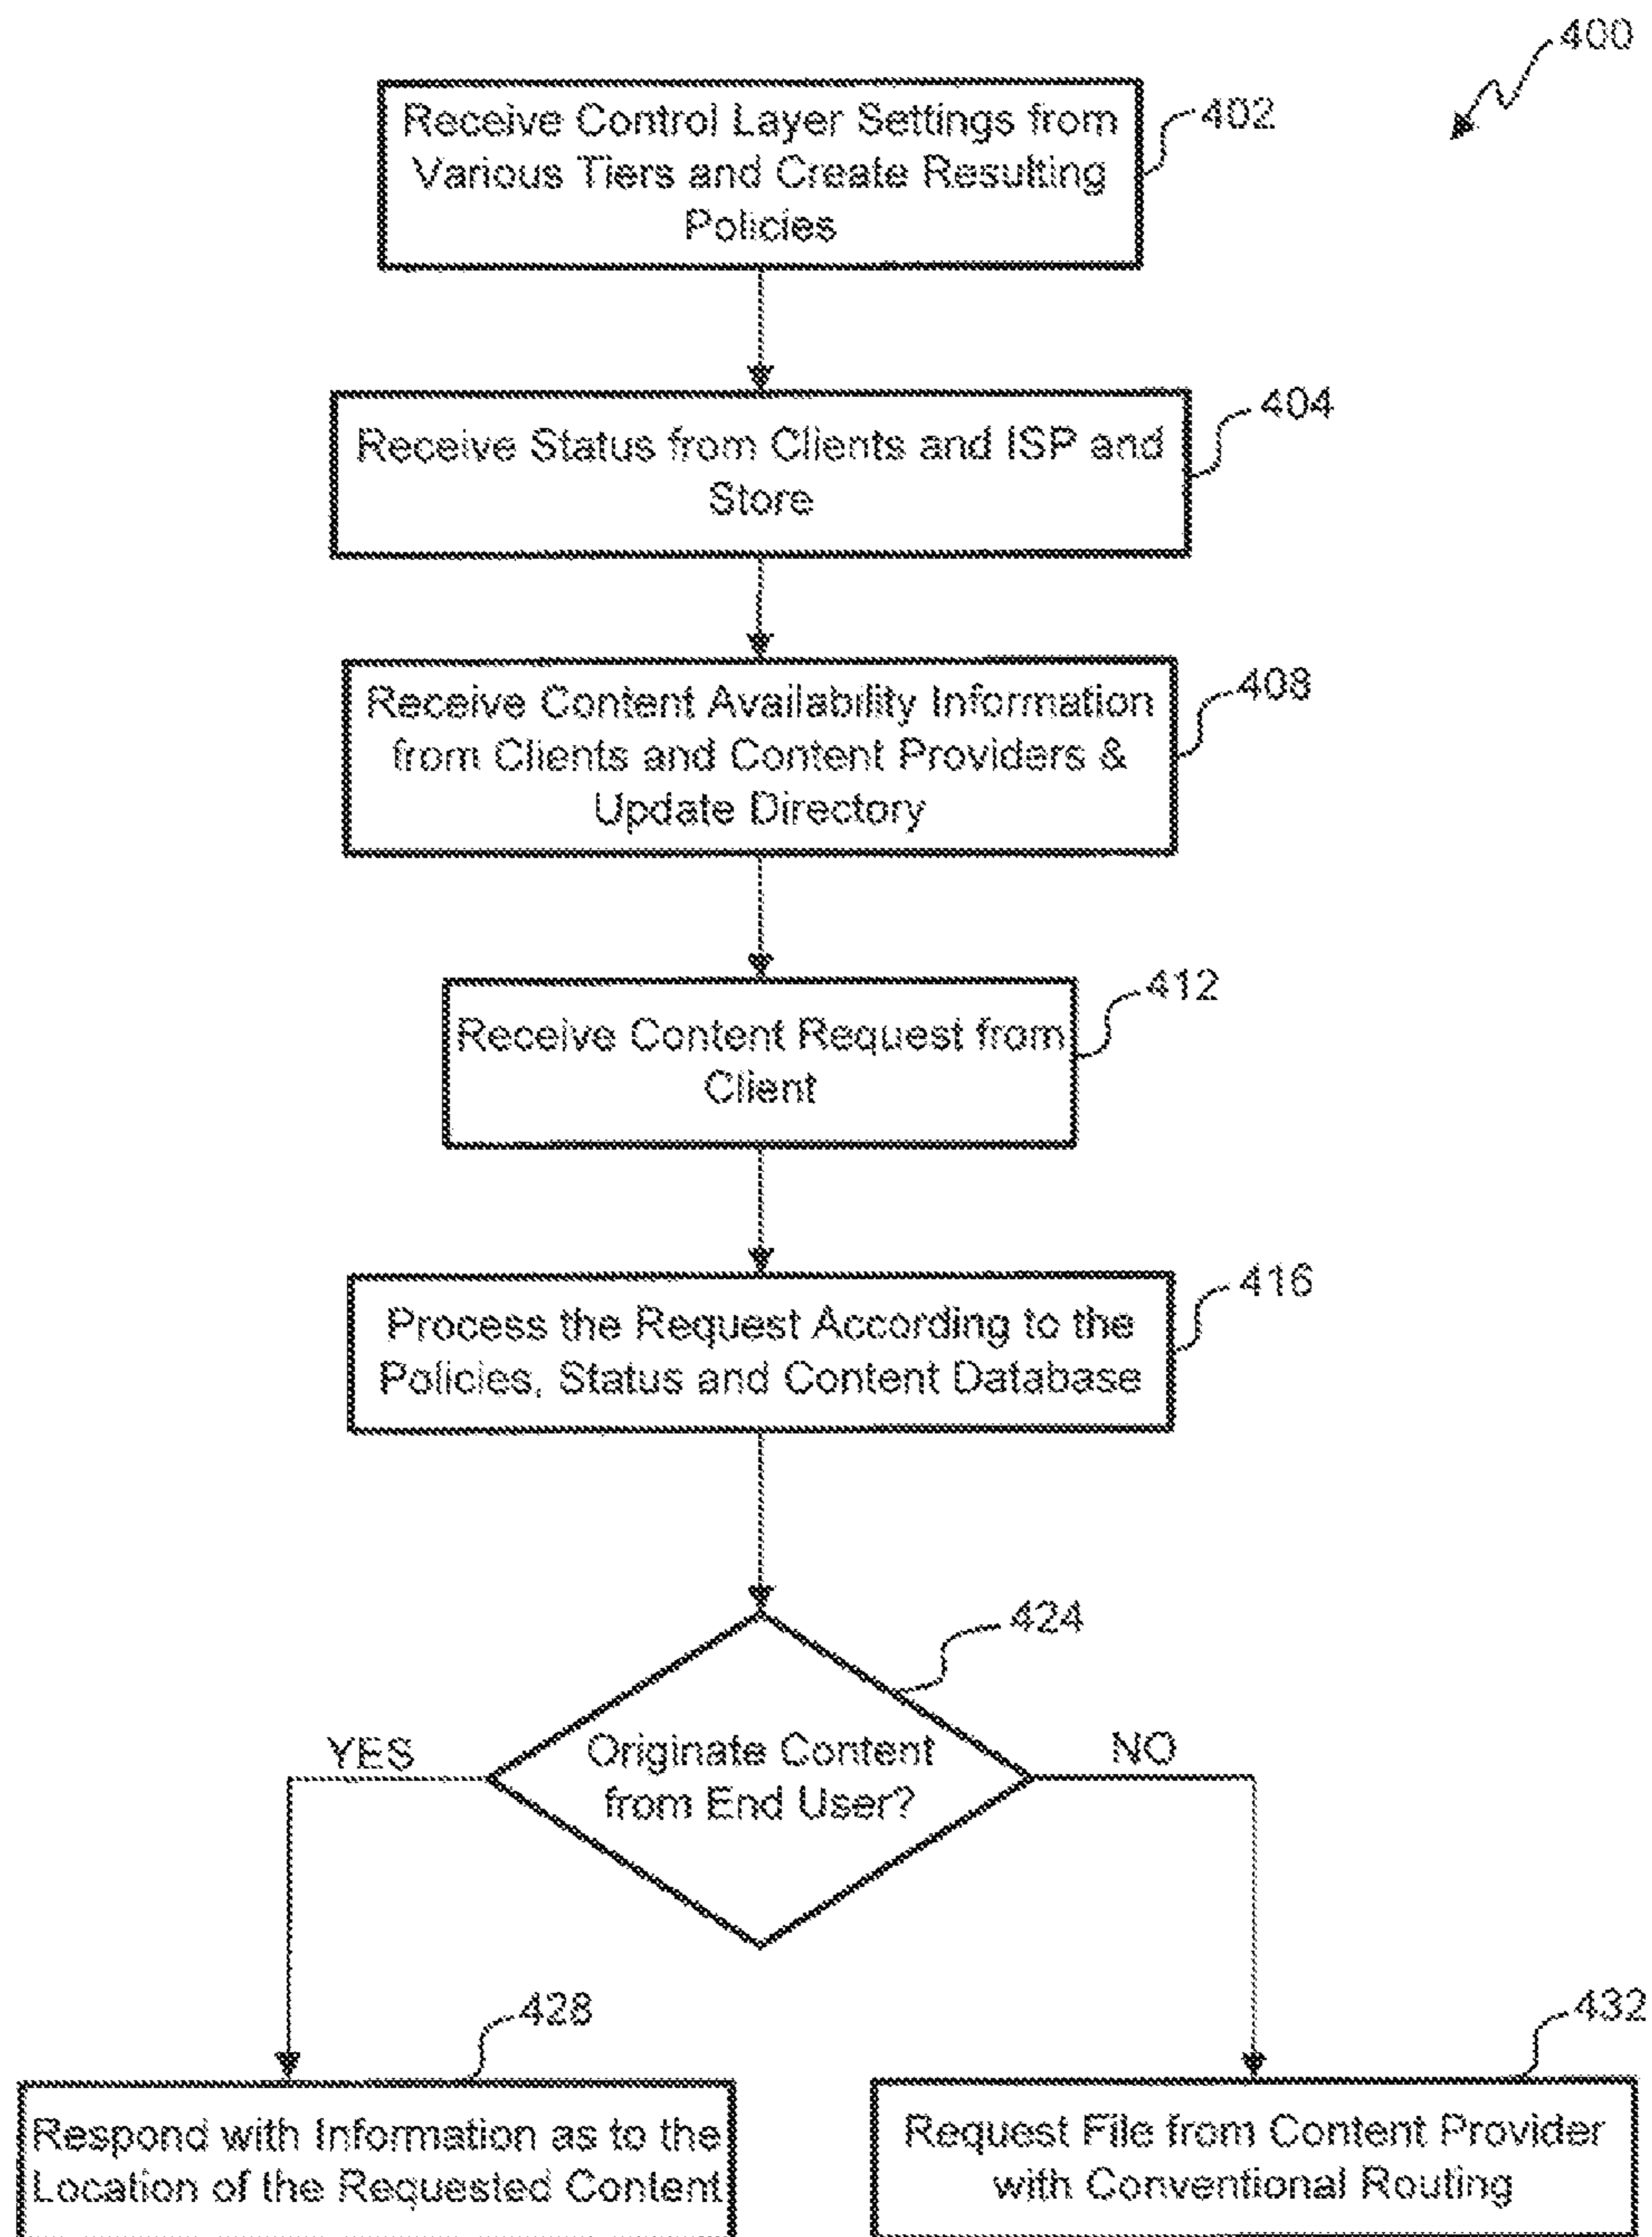 400
Receive Control Layer Settings from
Various Tiers and Create Resulting
Policies
402
Receive Status from Clients and ISP and
Store
404
Receive Content Availability Information
from Clients and Content Providers &
Update Directory
408
Receive Content Request from
Client
412
Process the Request According to the
Policies, Status and Content Database
416
Originate Content
from End User?
424
YES
NO
Respond with Information as to the
Location of the Requested Content
428
Request File from Content Provider
with Conventional Routing
432